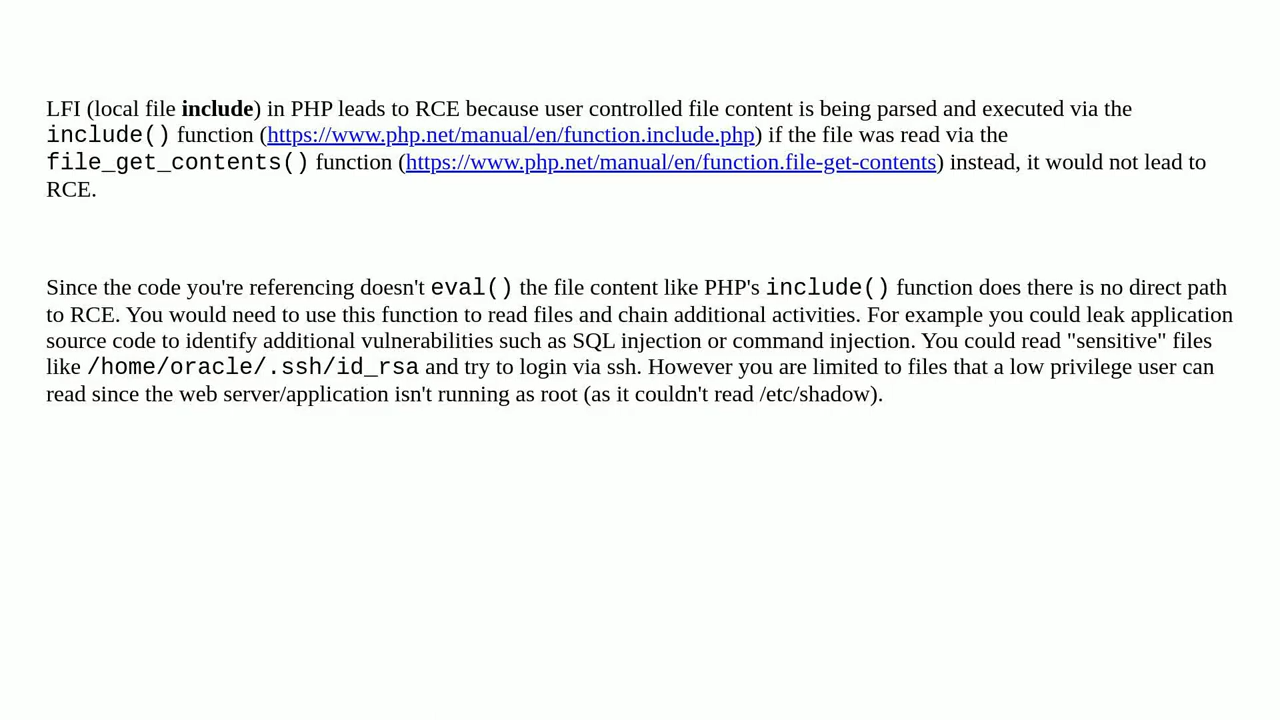 LFI (local file include) in PHP leads to RCE because user controlled file content is being parsed and executed via the
include() function (https://www.php.net/manual/en/function.include.php) if the file was read via the
file_get_contents() function (https://www.php.net/manual/en/function.file-get-contents) instead, it would not lead to
RCE.
Since the code you're referencing doesn't eval() the file content like PHP's include() function does there is no direct path
to RCE. You would need to use this function to read files and chain additional activities. For example you could leak application
source code to identify additional vulnerabilities such as SQL injection or command injection. You could read "sensitive" files
like /home/oracle/.ssh/id_rsa and try to login via ssh. However you are limited to files that a low privilege user can
read since the web server/application isn't running as root (as it couldn't read /etc/shadow).